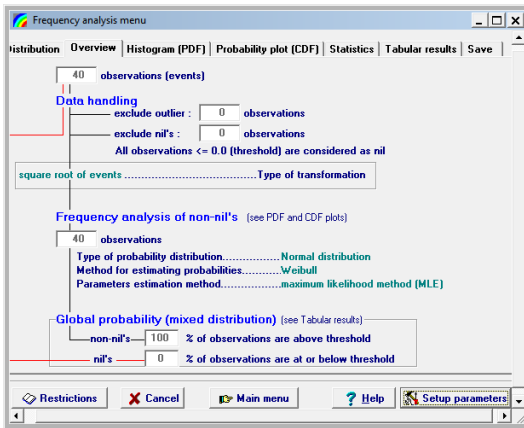 Frequency analysis menu
istribution Overview Histogram (PDF) Probability plot (CDF) Statistics Tabular results Save
40 observations (events)
Data handling
exclude outlier : 0 observations
exclude nil's : 0 observations
All observations <= 0.0 (threshold) are considered as nil
square root of events ........................................ Type of transformation
Frequency analysis of non-nil's (see PDF and CDF plots)
40 observations
Type of probability distribution.................Normal distribution
Method for estimating probabilities............Weibull
Parameters estimation method...................maximum likelihood method (MLE)
Global probability (mixed distribution) (see Tabular results)
non-nil's 100 % of observations are above threshold
nil's 0 % of observations are at or below threshold
Restrictions Cancel Main menu Help Setup parameters